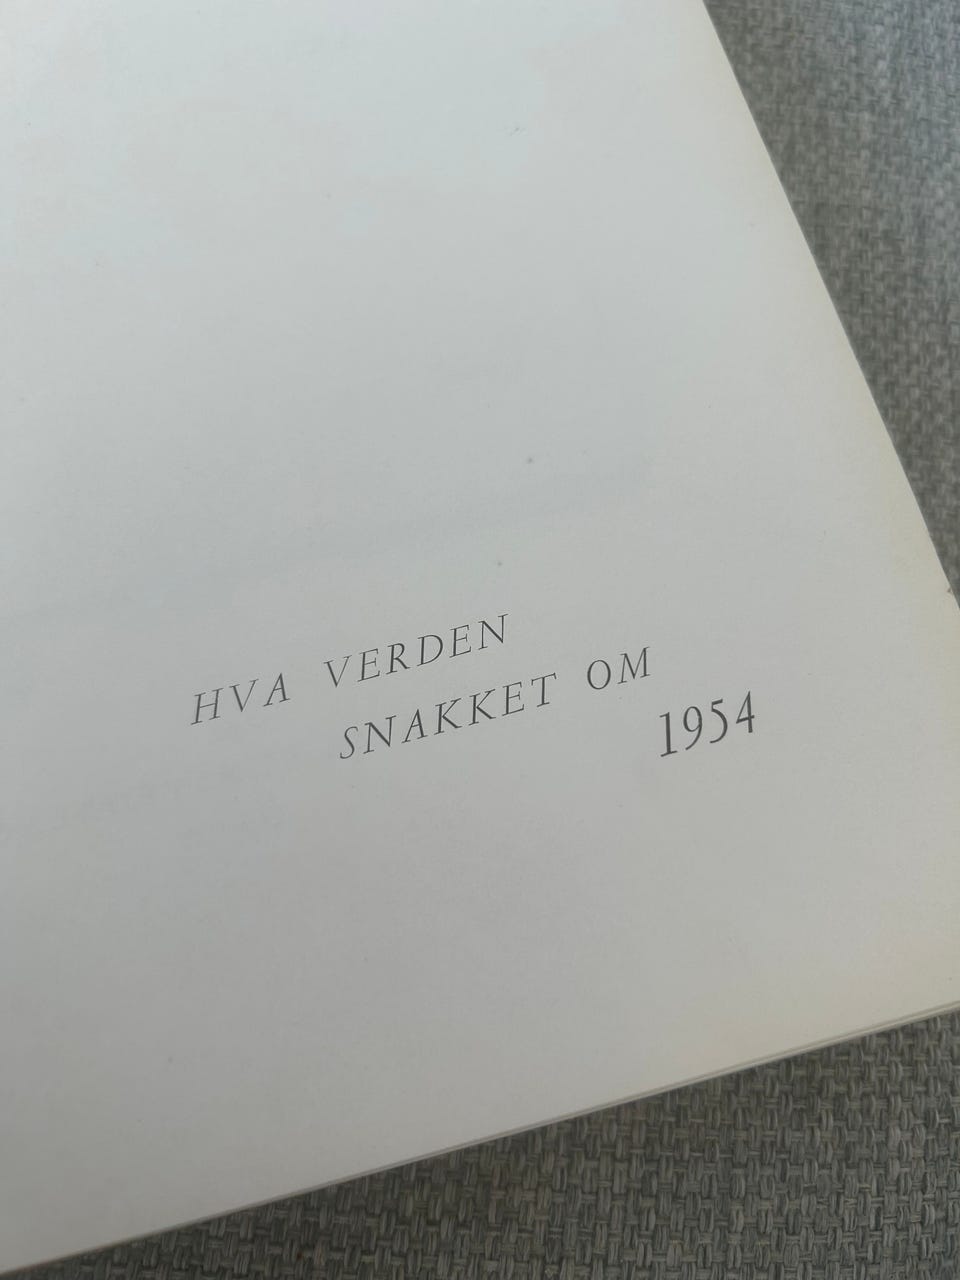 HVA VERDEN
SNAKKET OM
1954